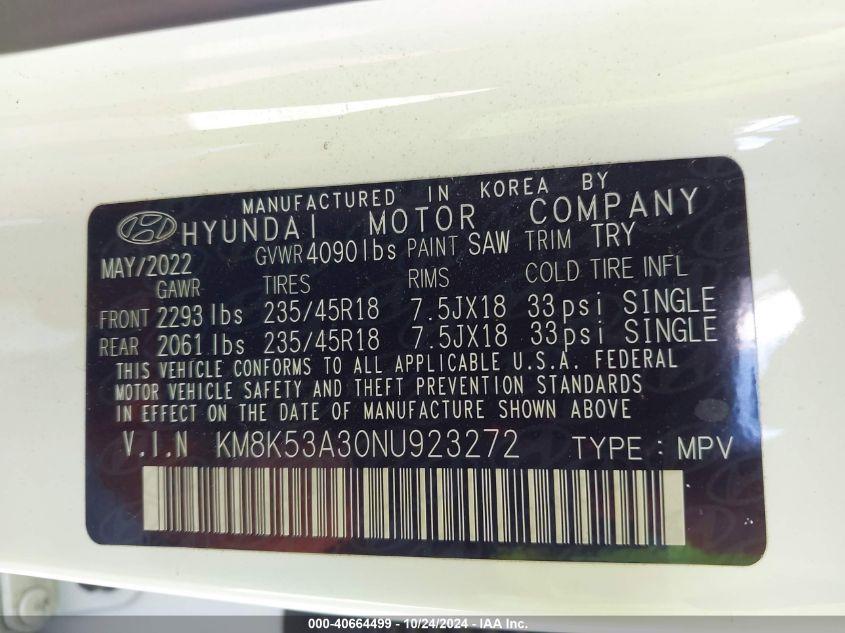 MANUFACTURED IN KOREA BY
HYUNDAI MOTOR COMPANY
MAY/2022 GVWR 4090lbs PAINT SAW TRIM TRY
GAWR TIRES RIMS COLD TIRE INFL
FRONT 2293 lbs 235/45R18 7.5JX18 33psi SINGLE
REAR 2061 lbs 235/45R18 7.5JX18 33psi SINGLE
THIS VEHICLE CONFORMS TO ALL APPLICABLE U.S.A. FEDERAL
MOTOR VEHICLE SAFETY AND THEFT PREVENTION STANDARDS
IN EFFECT ON THE DATE OF MANUFACTURE SHOWN ABOVE
V.I.N KM8K53A30NU923272 TYPE : MPV
000-40664499 - 10/24/2024 - IAA Inc.